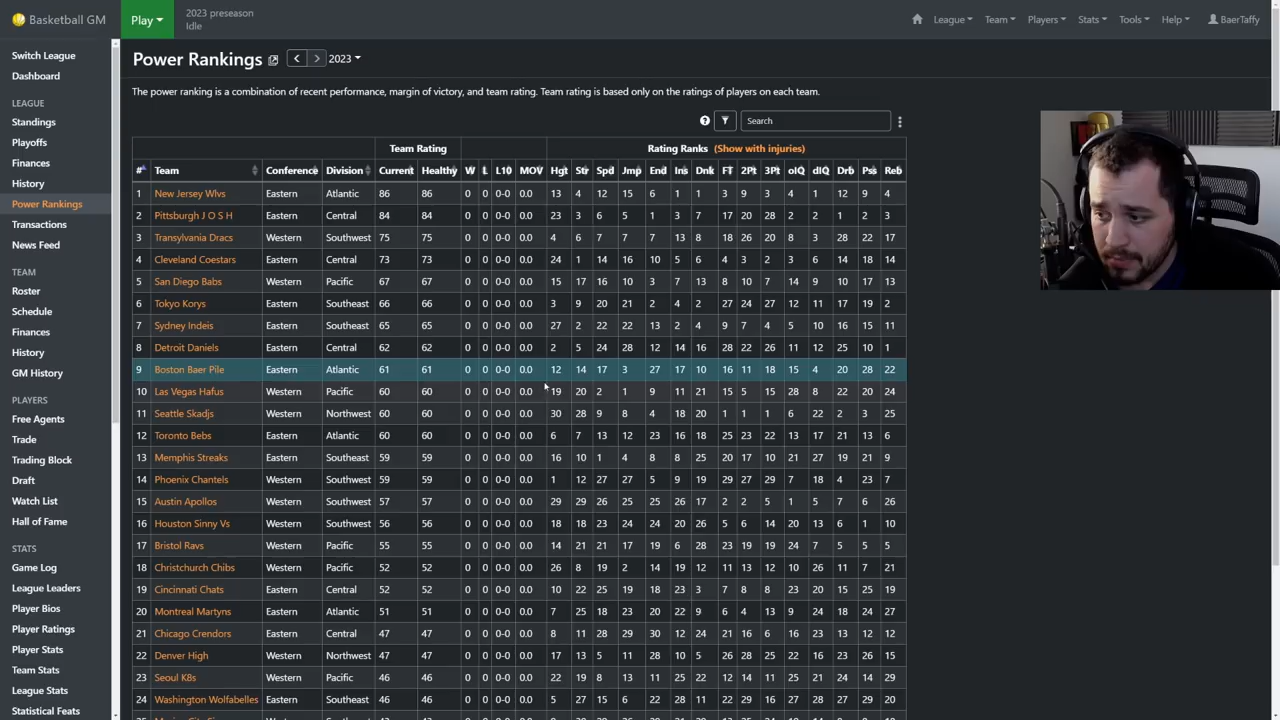 Basketball GM
Play
2023 preseason
Idle
League
Team
Players
Stats
Tools
Help
BaerTaffy
Switch League
Dashboard
LEAGUE
Standings
Playoffs
Finances
History
Power Rankings
Transactions
News Feed
TEAM
Roster
Schedule
Finances
History
GM History
PLAYERS
Free Agents
Trade
Trading Block
Draft
Watch List
Hall of Fame
STATS
Game Log
League Leaders
Player Bios
Player Ratings
Player Stats
Team Stats
League Stats
Statistical Feats
Power Rankings
2023
The power ranking is a combination of recent performance, margin of victory, and team rating. Team rating is based only on the ratings of players on each team.
Search
Team Rating Rating Ranks (Show with injuries)
# Team Conference Division Current Healthy W L L10 MOV Hgt Str Spd Jmp End Ins Dnk FT 2Pt 3Pt oIQ dIQ Drb Pss Reb
1 New Jersey Wlvs Eastern Atlantic 86 86 0 0 0-0 0.0 13 4 12 15 6 1 1 3 9 3 4 1 12 9 4
2 Pittsburgh J O S H Eastern Central 84 84 0 0 0-0 0.0 23 3 6 5 1 3 7 17 20 28 2 2 1 2 3
3 Transylvania Dracs Western Southwest 75 75 0 0 0-0 0.0 4 6 7 7 7 13 8 18 26 20 8 3 28 22 17
4 Cleveland Coestars Eastern Central 73 73 0 0 0-0 0.0 24 1 14 16 10 5 6 4 3 2 3 6 14 18 14
5 San Diego Babs Western Pacific 67 67 0 0 0-0 0.0 15 17 16 10 3 7 13 8 10 7 14 9 10 17 13
6 Tokyo Korys Eastern Southeast 66 66 0 0 0-0 0.0 3 9 20 21 2 4 2 27 24 27 12 11 17 19 2
7 Sydney Indeis Eastern Southeast 65 65 0 0 0-0 0.0 27 2 22 22 13 2 4 9 7 4 5 10 16 15 11
8 Detroit Daniels Eastern Central 62 62 0 0 0-0 0.0 2 5 24 28 12 14 16 28 22 26 11 12 25 10 1
9 Boston Baer Pile Eastern Atlantic 61 61 0 0 0-0 0.0 12 14 17 3 27 17 10 16 11 18 15 4 20 28 22
10 Las Vegas Hafus Western Pacific 60 60 0 0 0-0 0.0 19 20 2 1 9 11 21 15 5 15 28 8 22 20 24
11 Seattle Skadjs Western Northwest 60 60 0 0 0-0 0.0 30 28 9 8 4 18 20 1 1 1 6 22 2 3 25
12 Toronto Bebs Eastern Atlantic 60 60 0 0 0-0 0.0 6 7 13 12 23 16 18 25 23 22 13 17 21 13 6
13 Memphis Streaks Eastern Southeast 59 59 0 0 0-0 0.0 16 10 1 4 8 8 25 20 17 10 21 27 19 21 9
14 Phoenix Chantels Western Southwest 59 59 0 0 0-0 0.0 1 12 27 27 5 9 19 29 27 29 7 18 4 23 7
15 Austin Apollos Western Southwest 57 57 0 0 0-0 0.0 29 29 26 25 25 26 17 2 2 5 1 5 7 6 26
16 Houston Sinny Vs Western Southwest 56 56 0 0 0-0 0.0 18 18 23 24 24 20 26 5 6 14 20 13 6 1 10
17 Bristol Ravs Western Pacific 55 55 0 0 0-0 0.0 14 21 21 17 19 6 28 23 19 19 24 7 5 5 5
18 Christchurch Chibs Western Pacific 52 52 0 0 0-0 0.0 26 8 19 2 14 19 12 11 13 12 10 26 11 7 21
19 Cincinnati Chats Eastern Central 52 52 0 0 0-0 0.0 10 22 25 19 18 23 3 7 8 8 23 20 15 25 19
20 Montreal Martyns Eastern Atlantic 51 51 0 0 0-0 0.0 7 25 18 23 20 22 9 6 4 13 9 24 18 24 27
21 Chicago Crendors Eastern Central 47 47 0 0 0-0 0.0 8 11 28 29 30 12 24 21 16 6 16 23 13 12 12
22 Denver High Western Northwest 47 47 0 0 0-0 0.0 17 13 5 11 28 10 5 26 28 25 22 16 23 26 15
23 Seoul K8s Western Pacific 46 46 0 0 0-0 0.0 22 19 8 13 11 25 22 12 14 11 25 21 24 14 29
24 Washington Wolfabelles Eastern Southeast 46 46 0 0 0-0 0.0 5 27 15 6 22 28 11 22 29 16 27 28 27 29 20